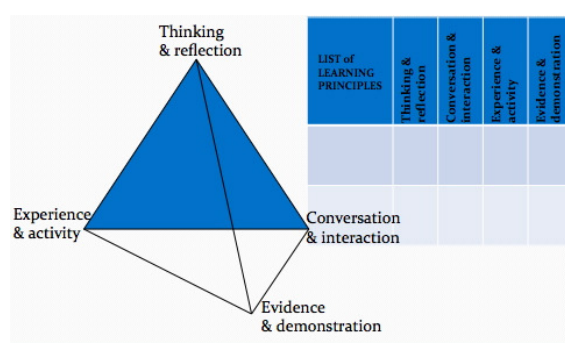 Thinking
& reflection
LIST of
LEARNING
PRINCIPLES
Thinking &
reflection
Conversation &
interaction
Experience &
activity
Evidence &
demonstration
Experience
& activity
Conversation
& interaction
Evidence
& demonstration